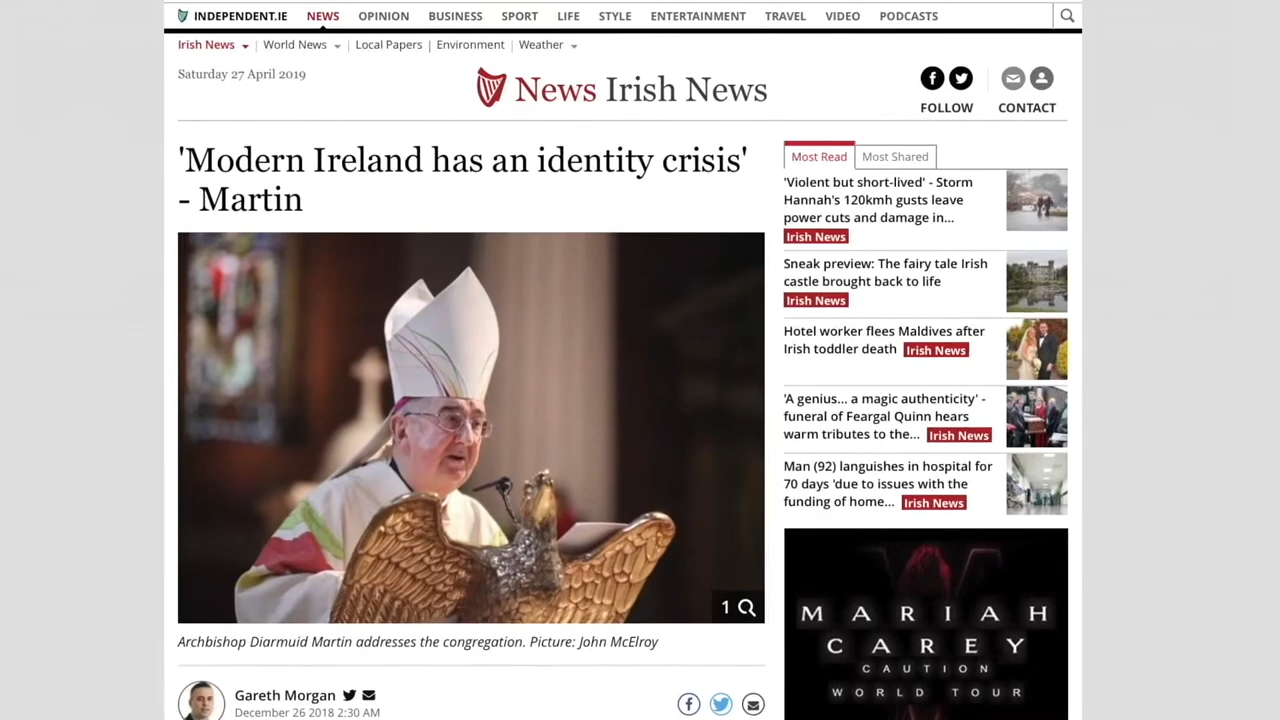 INDEPENDENT.IE NEWS OPINION BUSINESS SPORT LIFE STYLE ENTERTAINMENT TRAVEL VIDEO PODCASTS
Irish News World News Local Papers Environment Weather
Saturday 27 April 2019
News Irish News
FOLLOW CONTACT
'Modern Ireland has an identity crisis'
- Martin
1
Archbishop Diarmuid Martin addresses the congregation. Picture: John McElroy
Gareth Morgan
December 26 2018 2:30 AM
Most Read Most Shared
'Violent but short-lived' - Storm
Hannah's 120kmh gusts leave
power cuts and damage in...
Irish News
Sneak preview: The fairy tale Irish
castle brought back to life
Irish News
Hotel worker flees Maldives after
Irish toddler death Irish News
'A genius... a magic authenticity' -
funeral of Feargal Quinn hears
warm tributes to the... Irish News
Man (92) languishes in hospital for
70 days 'due to issues with the
funding of home... Irish News
MARIAH
CAREY
CAUTION
WORLD TOUR